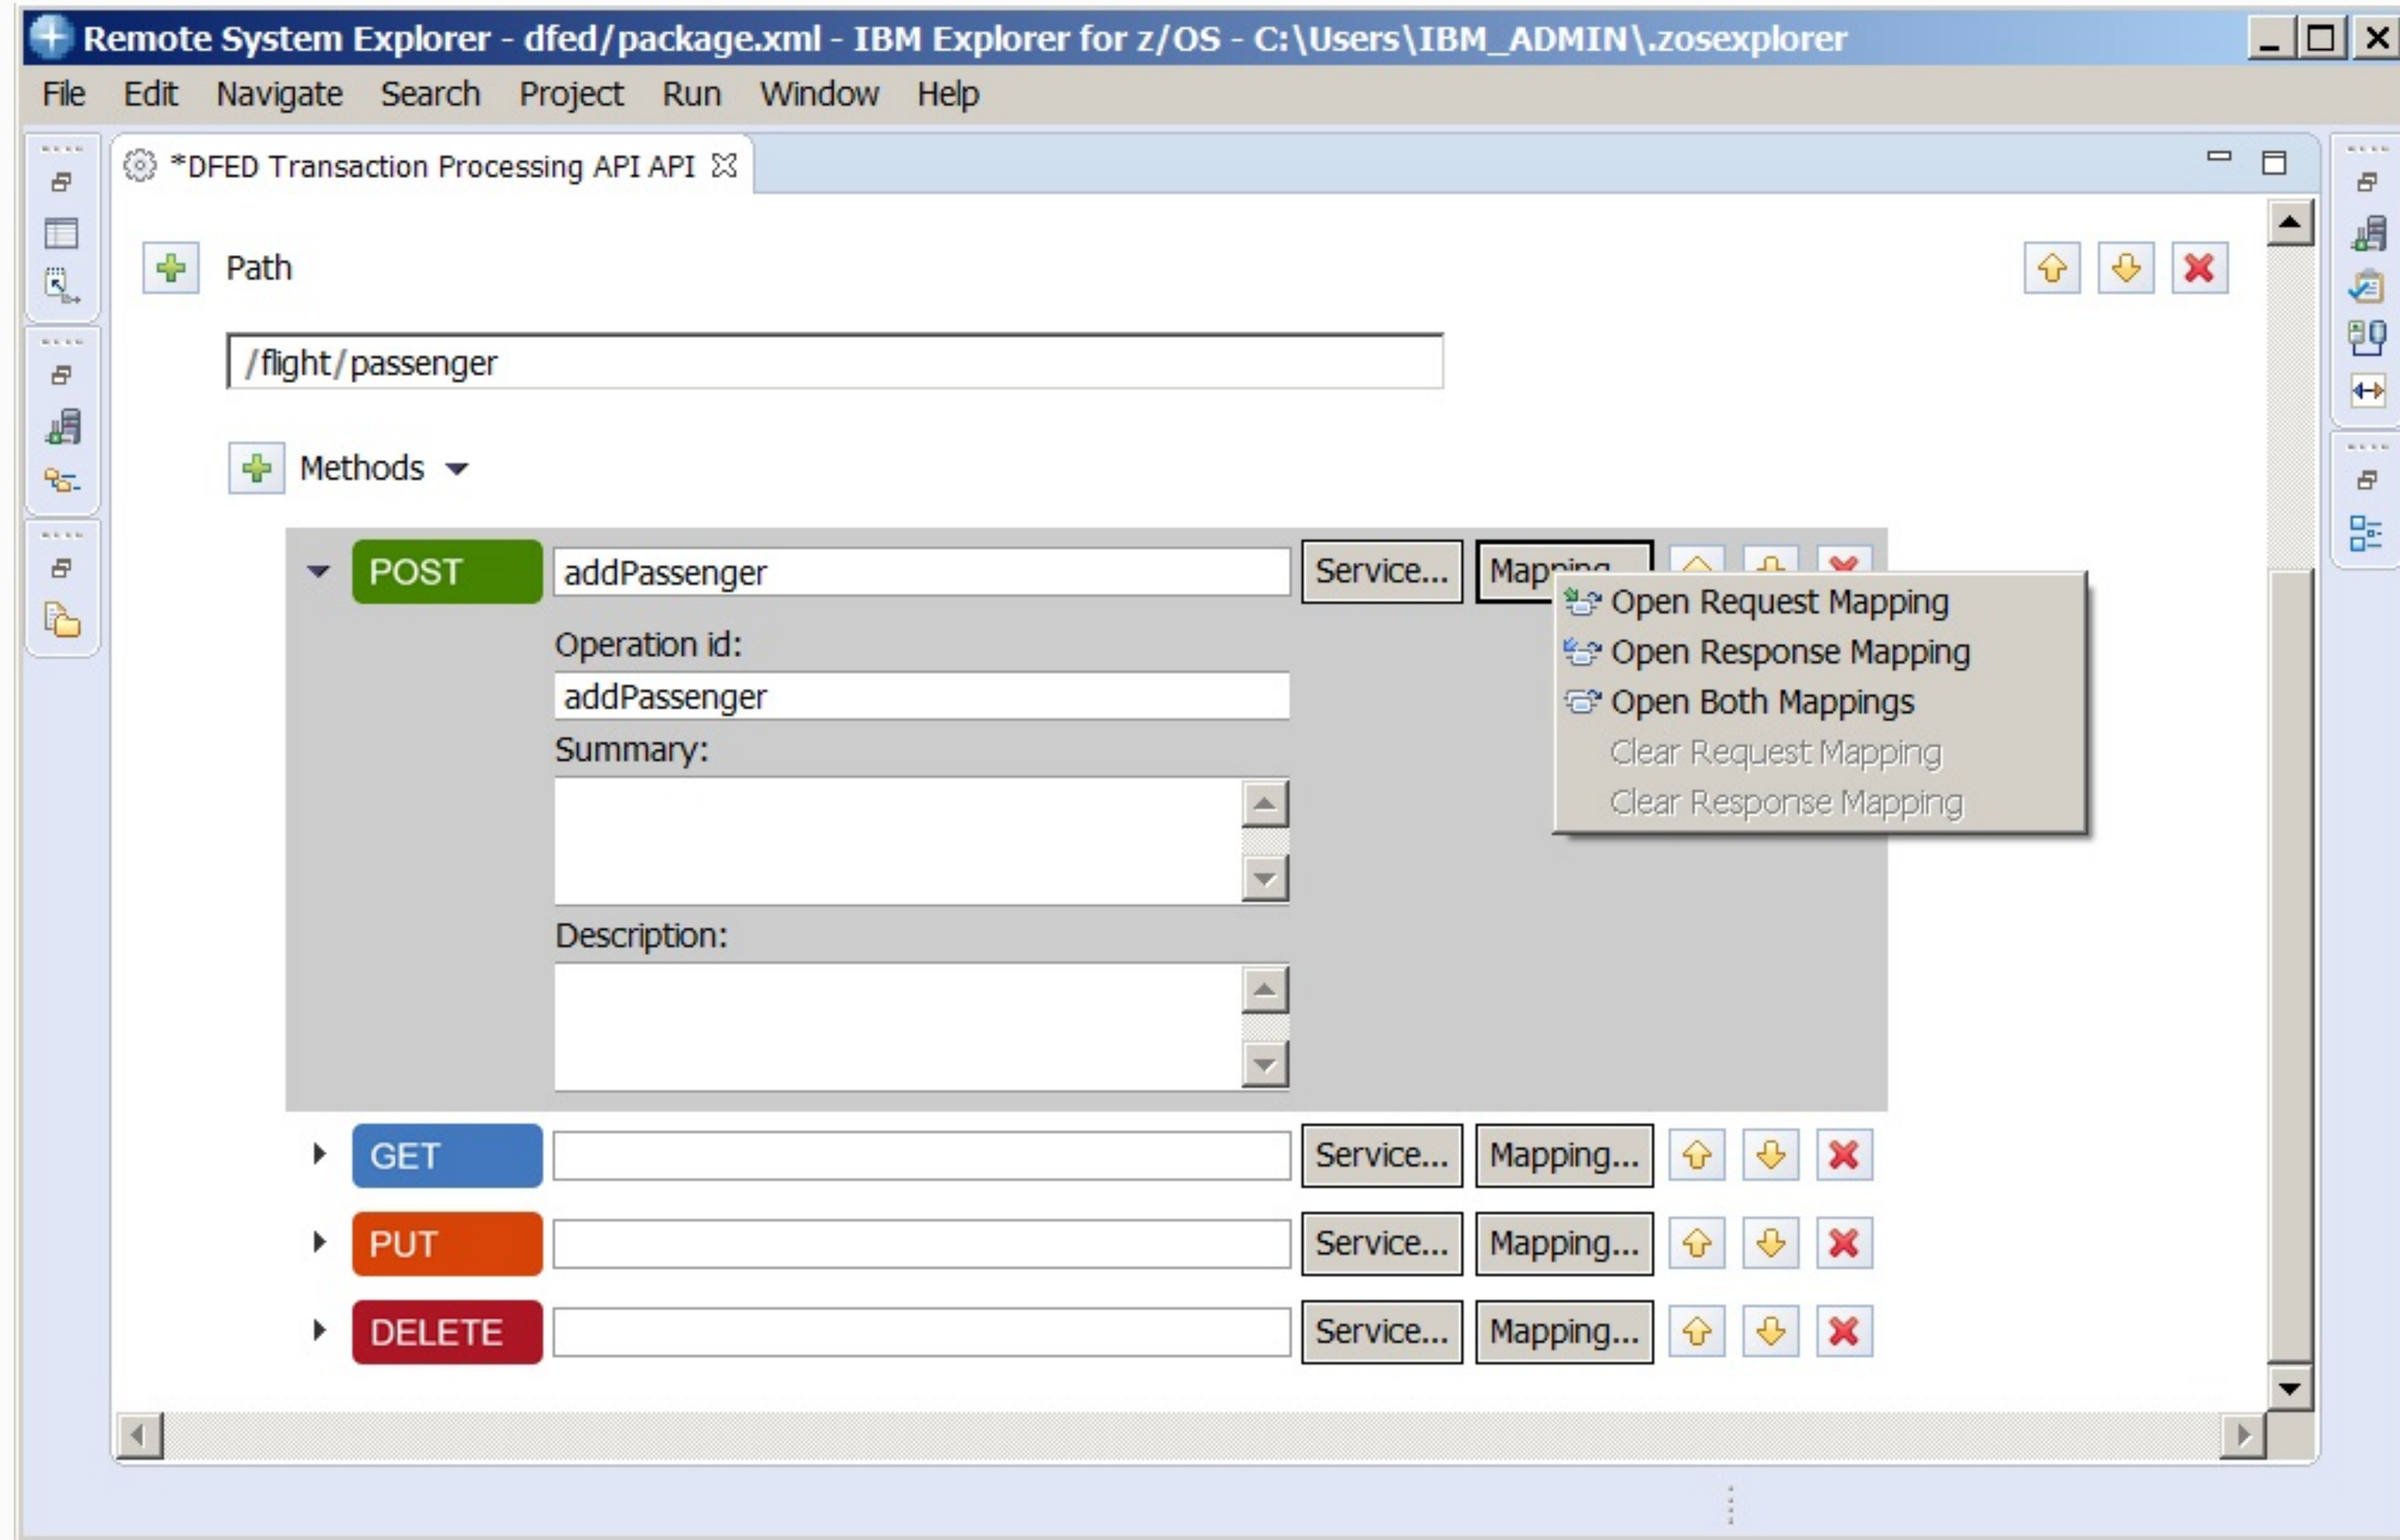 Remote System Explorer - dfed/package.xml - IBM Explorer for z/OS - C:\Users\IBM_ADMIN\.zosexplorer
File Edit Navigate Search Project Run Window Help
*DFED Transaction Processing API API
Path
/flight/passenger
Methods
POST addPassenger Service... Mapping...
Open Request Mapping
Operation id:
Open Response Mapping
addPassenger
Open Both Mappings
Summary:
Clear Request Mapping
Clear Response Mapping
Description:
GET Service... Mapping...
PUT Service... Mapping...
DELETE Service... Mapping...